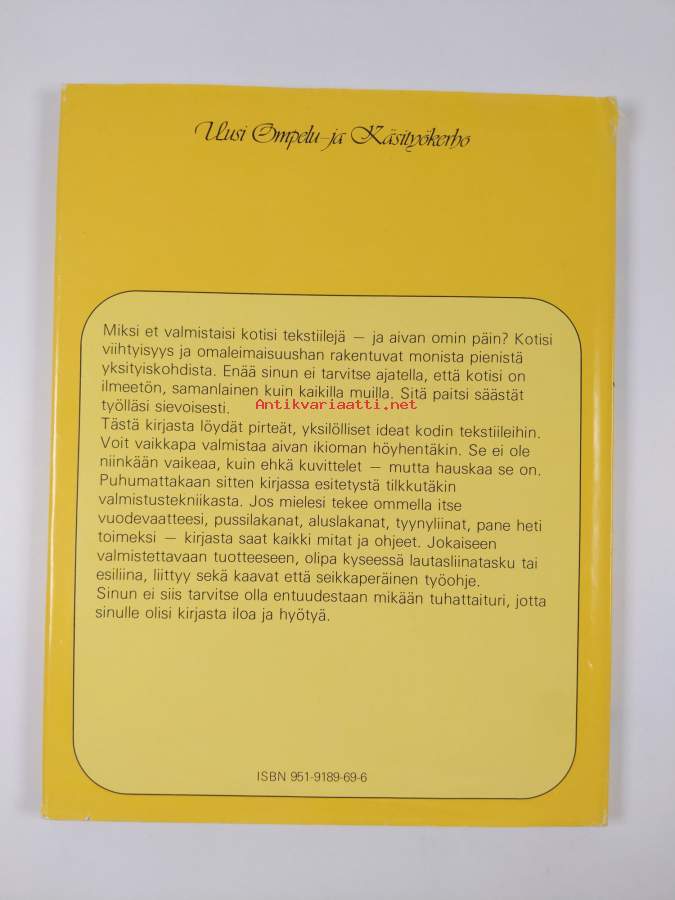 Uusi Ompelu-ja Käsityökerho
Miksi et valmistaisi kotisi tekstiilejä — ja aivan omin päin? Kotisi
viihtyisyys ja omaleimaisuushan rakentuvat monista pienistä
yksityiskohdista. Enää sinun ei tarvitse ajatella, että kotisi on
ilmeetön, samanlainen kuin kaikilla muilla. Sitä paitsi säästät
työlläsi sievoisesti.
Antikvariaatti.net
Tästä kirjasta löydät pirteät, yksilölliset ideat kodin tekstiileihin.
Voit vaikkapa valmistaa aivan ikioman höyhentäkin. Se ei ole
niinkään vaikeaa, kuin ehkä kuvittelet — mutta hauskaa se on.
Puhumattakaan sitten kirjassa esitetystä tilkkutäkin
valmistustekniikasta. Jos mielesi tekee ommella itse
vuodevaatteesi, pussilakanat, aluslakanat, tyynyliinat, pane heti
toimeksi — kirjasta saat kaikki mitat ja ohjeet. Jokaiseen
valmistettavaan tuotteeseen, olipa kyseessä lautasliinatasku tai
esiliina, liittyy sekä kaavat että seikkaperäinen työohje.
Sinun ei siis tarvitse olla entuudestaan mikään tuhattaituri, jotta
sinulle olisi kirjasta iloa ja hyötyä.
ISBN 951-9189-69-6